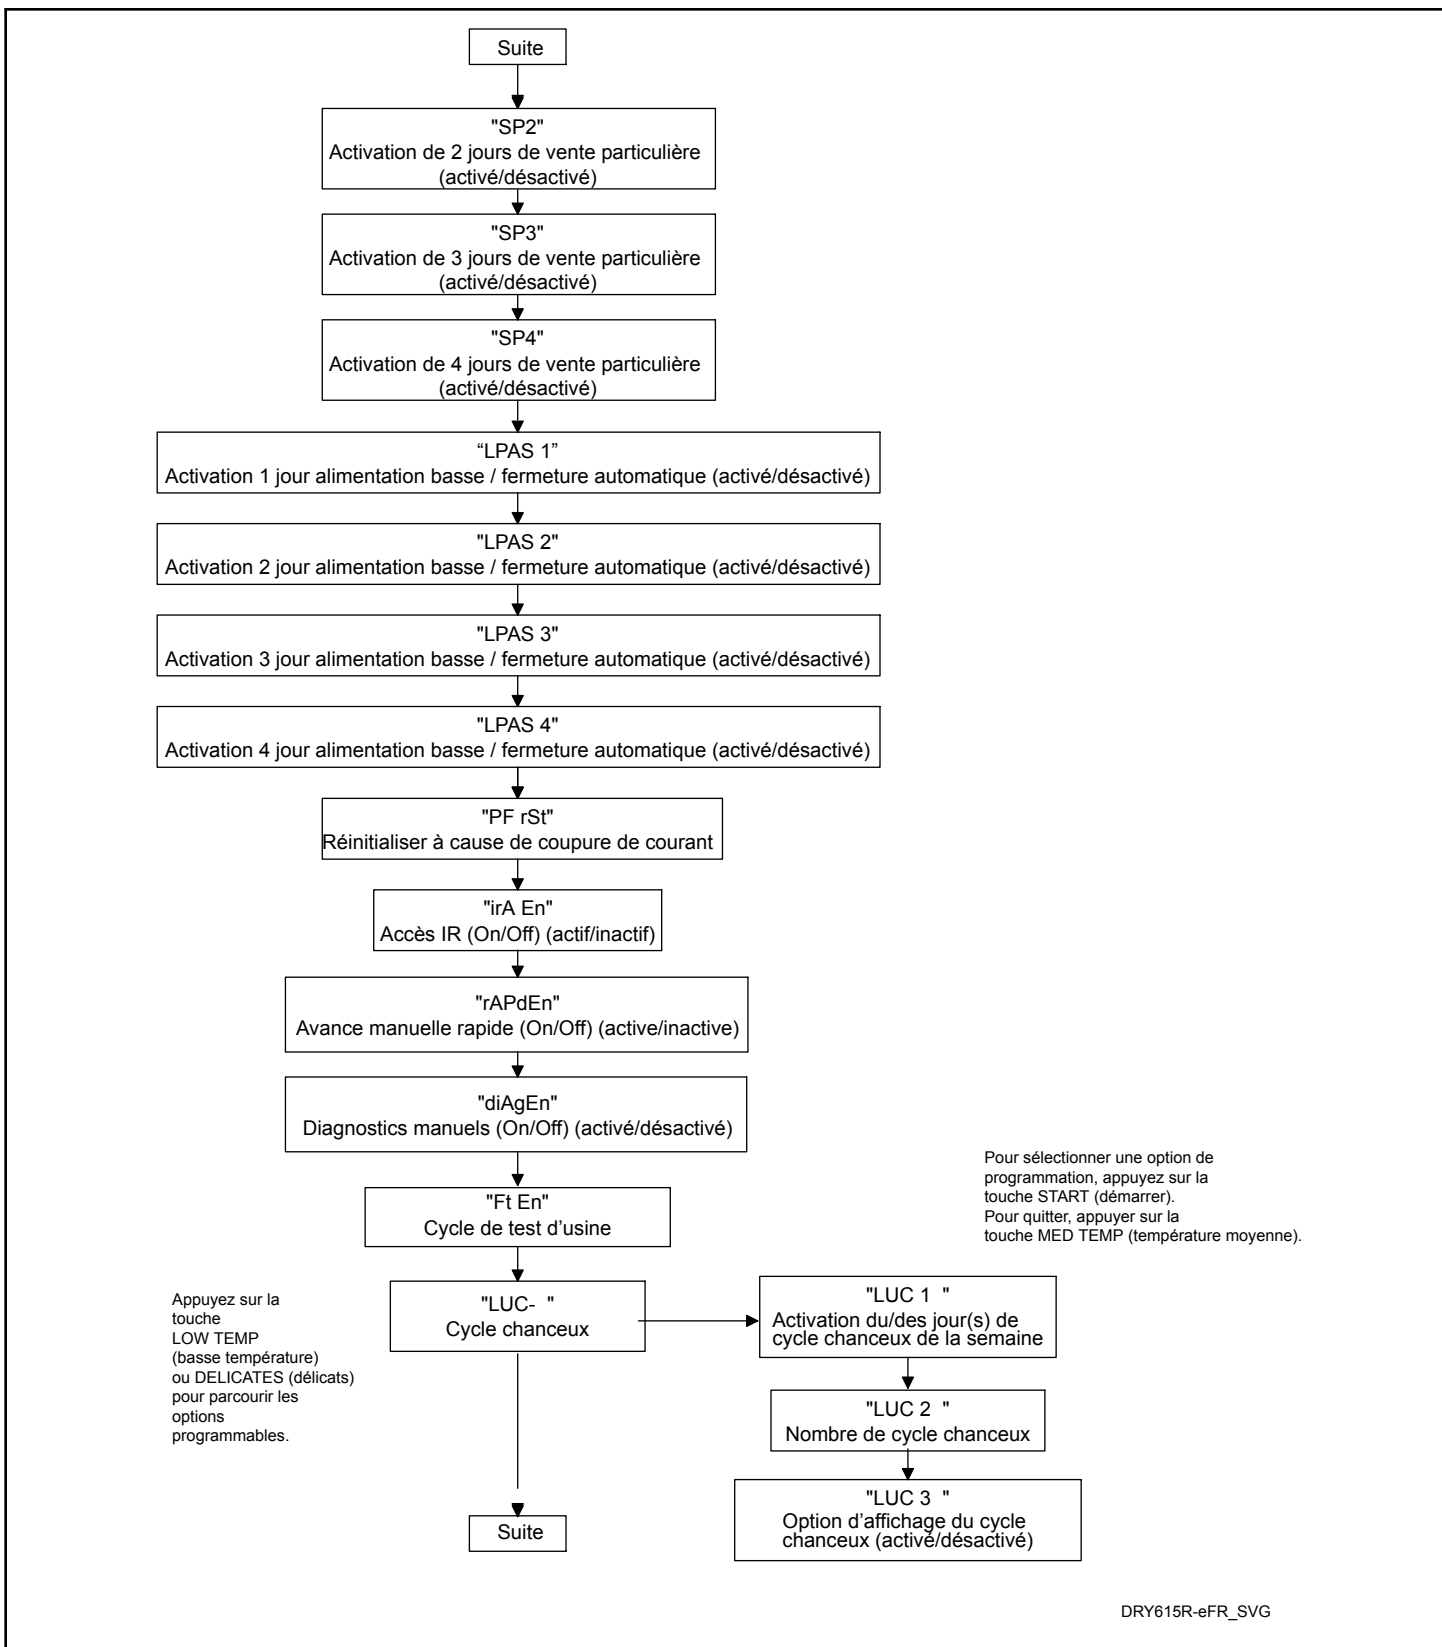 Suite
"SP2"
Activation de 2 jours de vente particulière
(activé/désactivé)
"SP3"
Activation de 3 jours de vente particulière
(activé/désactivé)
"SP4"
Activation de 4 jours de vente particulière
(activé/désactivé)
“LPAS 1”
Activation 1 jour alimentation basse / fermeture automatique (activé/désactivé)
"LPAS 2"
Activation 2 jour alimentation basse / fermeture automatique (activé/désactivé)
"LPAS 3"
Activation 3 jour alimentation basse / fermeture automatique (activé/désactivé)
"LPAS 4"
Activation 4 jour alimentation basse / fermeture automatique (activé/désactivé)
"PF rSt"
Réinitialiser à cause de coupure de courant
"irA En"
Accès IR (On/Off) (actif/inactif)
"rAPdEn"
Avance manuelle rapide (On/Off) (active/inactive)
"diAgEn"
Diagnostics manuels (On/Off) (activé/désactivé)
"Ft En"
Cycle de test d’usine
Pour sélectionner une option de
programmation, appuyez sur la
touche START (démarrer).
Pour quitter, appuyer sur la
touche MED TEMP (température moyenne).
Appuyez sur la
touche
LOW TEMP
(basse température)
ou DELICATES (délicats)
pour parcourir les
options
programmables.
"LUC-  "
Cycle chanceux
"LUC 1  "
Activation du/des jour(s) de
cycle chanceux de la semaine
"LUC 2  "
Nombre de cycle chanceux
"LUC 3  "
Option d’affichage du cycle
chanceux (activé/désactivé)
Suite
DRY615R-eFR_SVG